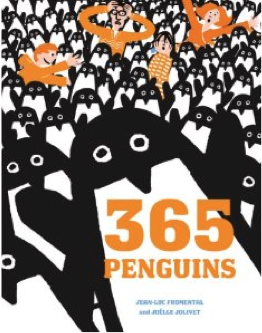 365
PENGUINS
JEAN-LUC FROMENTAL
and JOËLLE JOLIVET